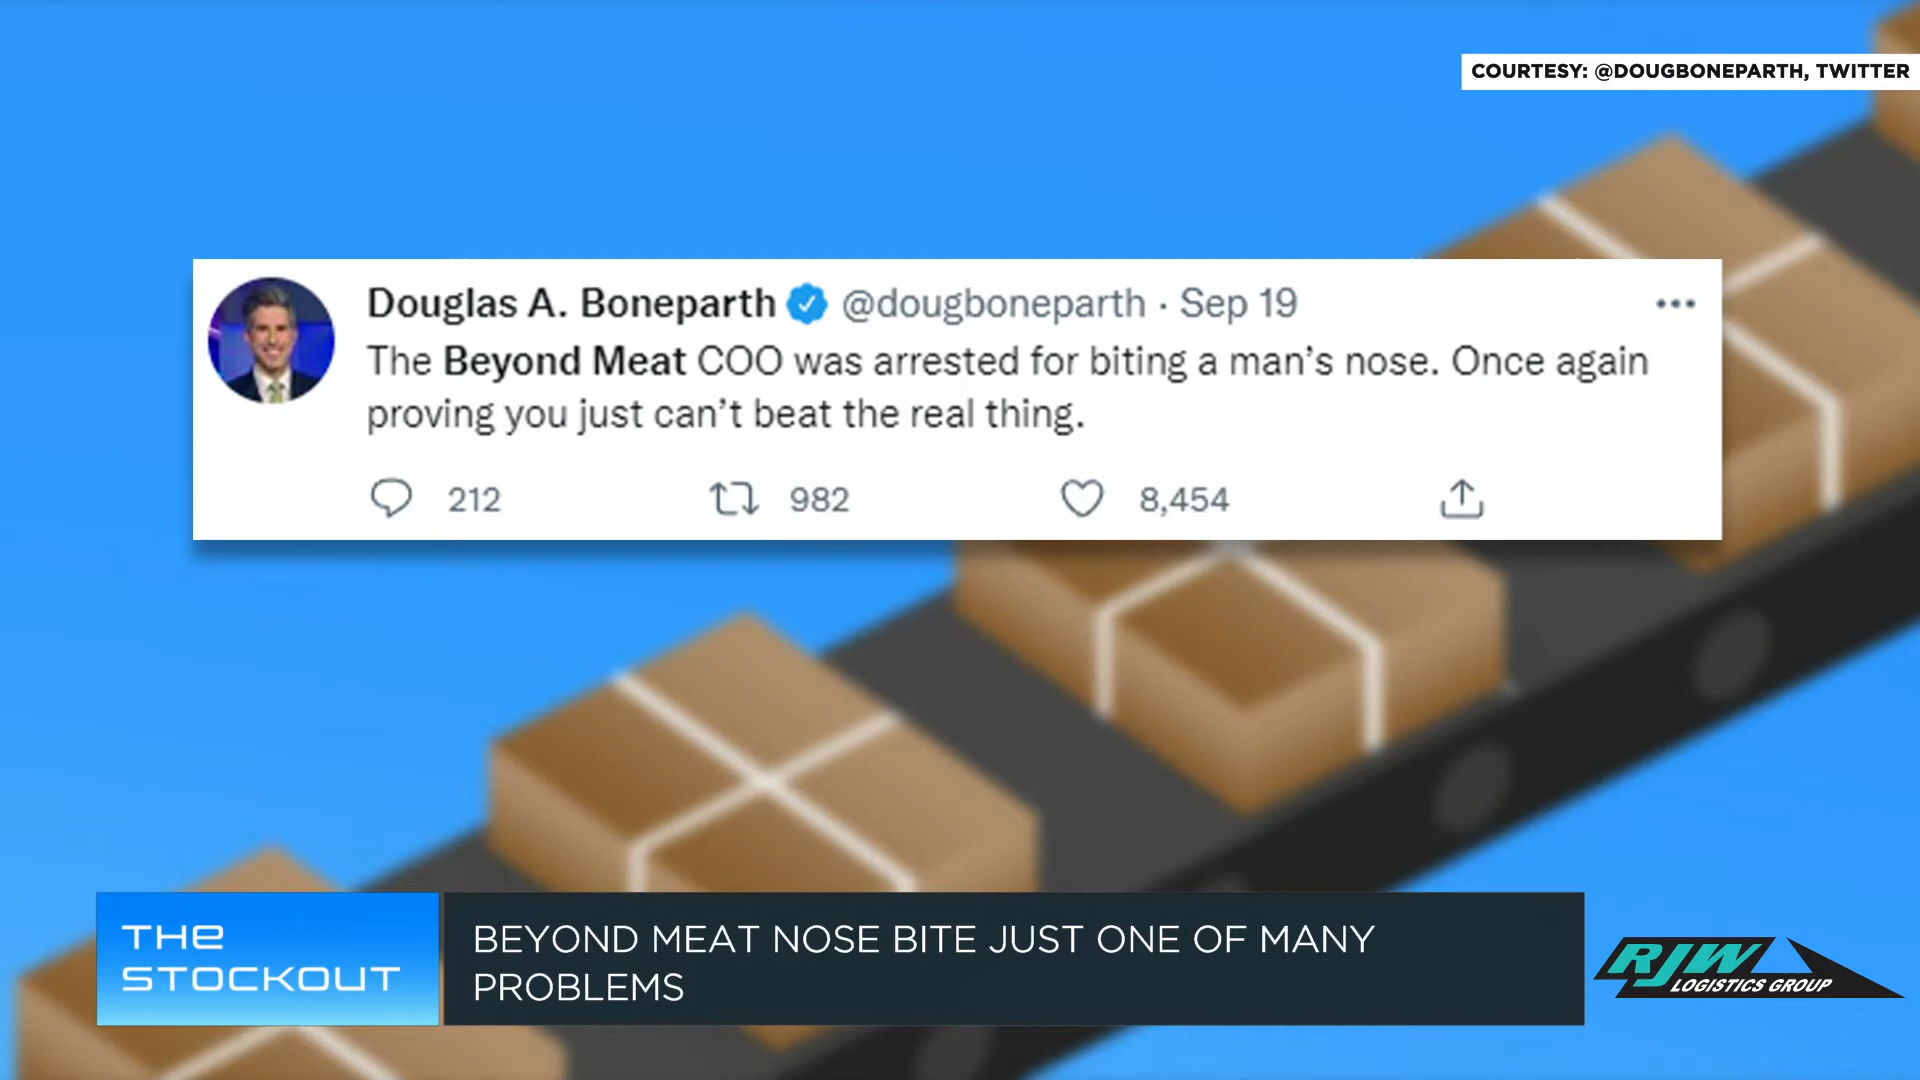 COURTESY: @DOUGBONEPARTH, TWITTER
Douglas A. Boneparth @dougboneparth · Sep 19
The Beyond Meat COO was arrested for biting a man's nose. Once again
proving you just can't beat the real thing.
212 982 8,454
THE
STOCKOUT
BEYOND MEAT NOSE BITE JUST ONE OF MANY
PROBLEMS
RJW
LOGISTICS GROUP